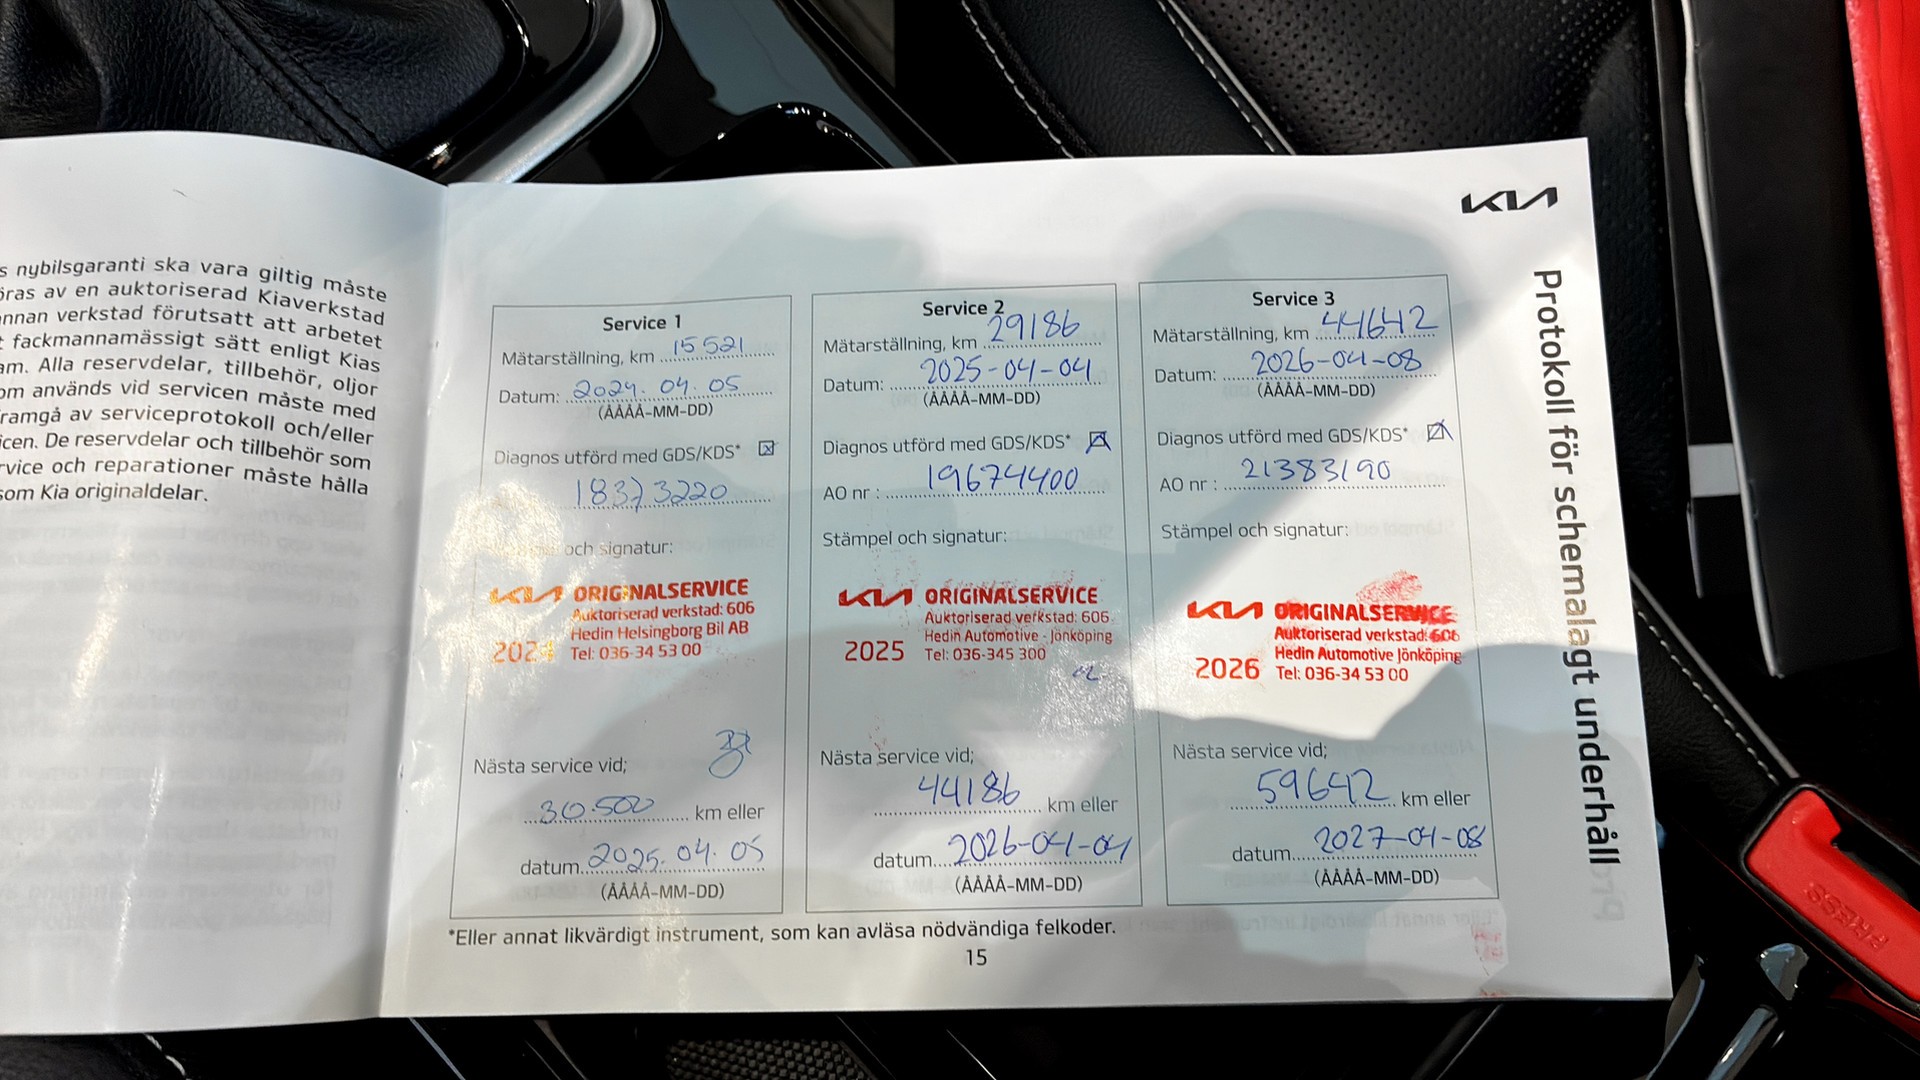 s nybilsgaranti ska vara giltig måste
öras av en auktoriserad Kiaverkstad
nnan verkstad förutsatt att arbetet
t fackmannamässigt sätt enligt Kias
am. Alla reservdelar, tillbehör, oljor
om används vid servicen måste med
ramgå av serviceprotokoll och/eller
icen. De reservdelar och tillbehör som
rvice och reparationer måste hålla
som Kia originaldelar.
KIA
Protokoll för schemalagt underhåll
Service 1
Mätarställning, km 15521
Datum: 2024.04.05
(ÅÅÅÅ-MM-DD)
Diagnos utförd med GDS/KDS*
18373220
och signatur:
KIA ORIGINALSERVICE
Auktoriserad verkstad: 606
Hedin Helsingborg Bil AB
2024 Tel: 036-34 53 00
Nästa service vid;
30.500 km eller
datum 2025.04.05
(ÅÅÅÅ-MM-DD)
Service 2
Mätarställning, km 29186
Datum: 2025-04-04
(ÅÅÅÅ-MM-DD)
Diagnos utförd med GDS/KDS*
AO nr : 19674400
Stämpel och signatur:
KIA ORIGINALSERVICE
Auktoriserad verkstad: 606
Hedin Automotive - Jönköping
2025 Tel: 036-345 300
Nästa service vid;
44186 km eller
datum 2026-04-04
(ÅÅÅÅ-MM-DD)
Service 3
Mätarställning, km 44642
Datum: 2026-04-08
(ÅÅÅÅ-MM-DD)
Diagnos utförd med GDS/KDS*
AO nr : 21383190
Stämpel och signatur:
KIA ORIGINALSERVICE
Auktoriserad verkstad: 606
Hedin Automotive Jönköping
2026 Tel: 036-34 53 00
Nästa service vid;
59642 km eller
datum 2027-04-08
(ÅÅÅÅ-MM-DD)
*Eller annat likvärdigt instrument, som kan avläsa nödvändiga felkoder.
15
PRESS